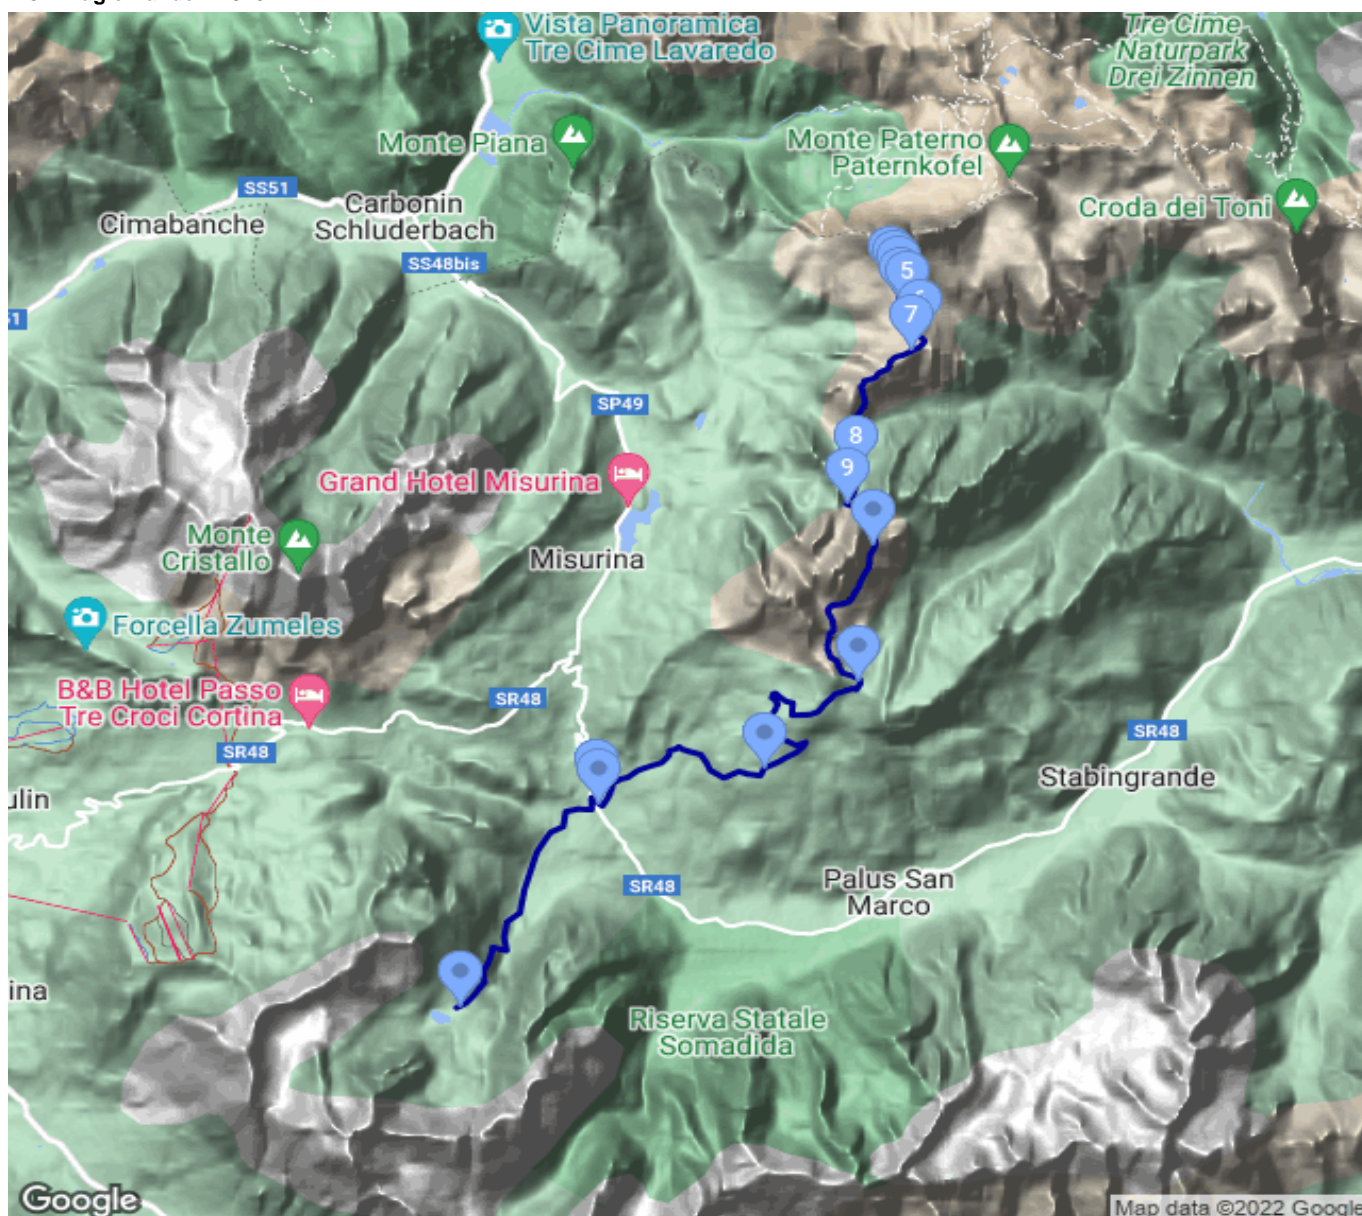 Vista Panoramica
Tre Cime Lavaredo
Tre Cime
Naturpark
Drei Zinnen
Monte Piana
Monte Paterno
Paternkofel
SS51
Carbonin
Schluderbach
Cimabanche
Croda dei Toni
SS48bis
5
7
51
SP49
8
9
Grand Hotel Misurina
Monte
Cristallo
Misurina
Forcella Zumeles
B&B Hotel Passo
Tre Croci Cortina
SR48
SR48
SR48
Stabingrande
ulin
SR48
Palus San
Marco
ina
Riserva Statale
Somadida
Google
Map data ©2022 Google